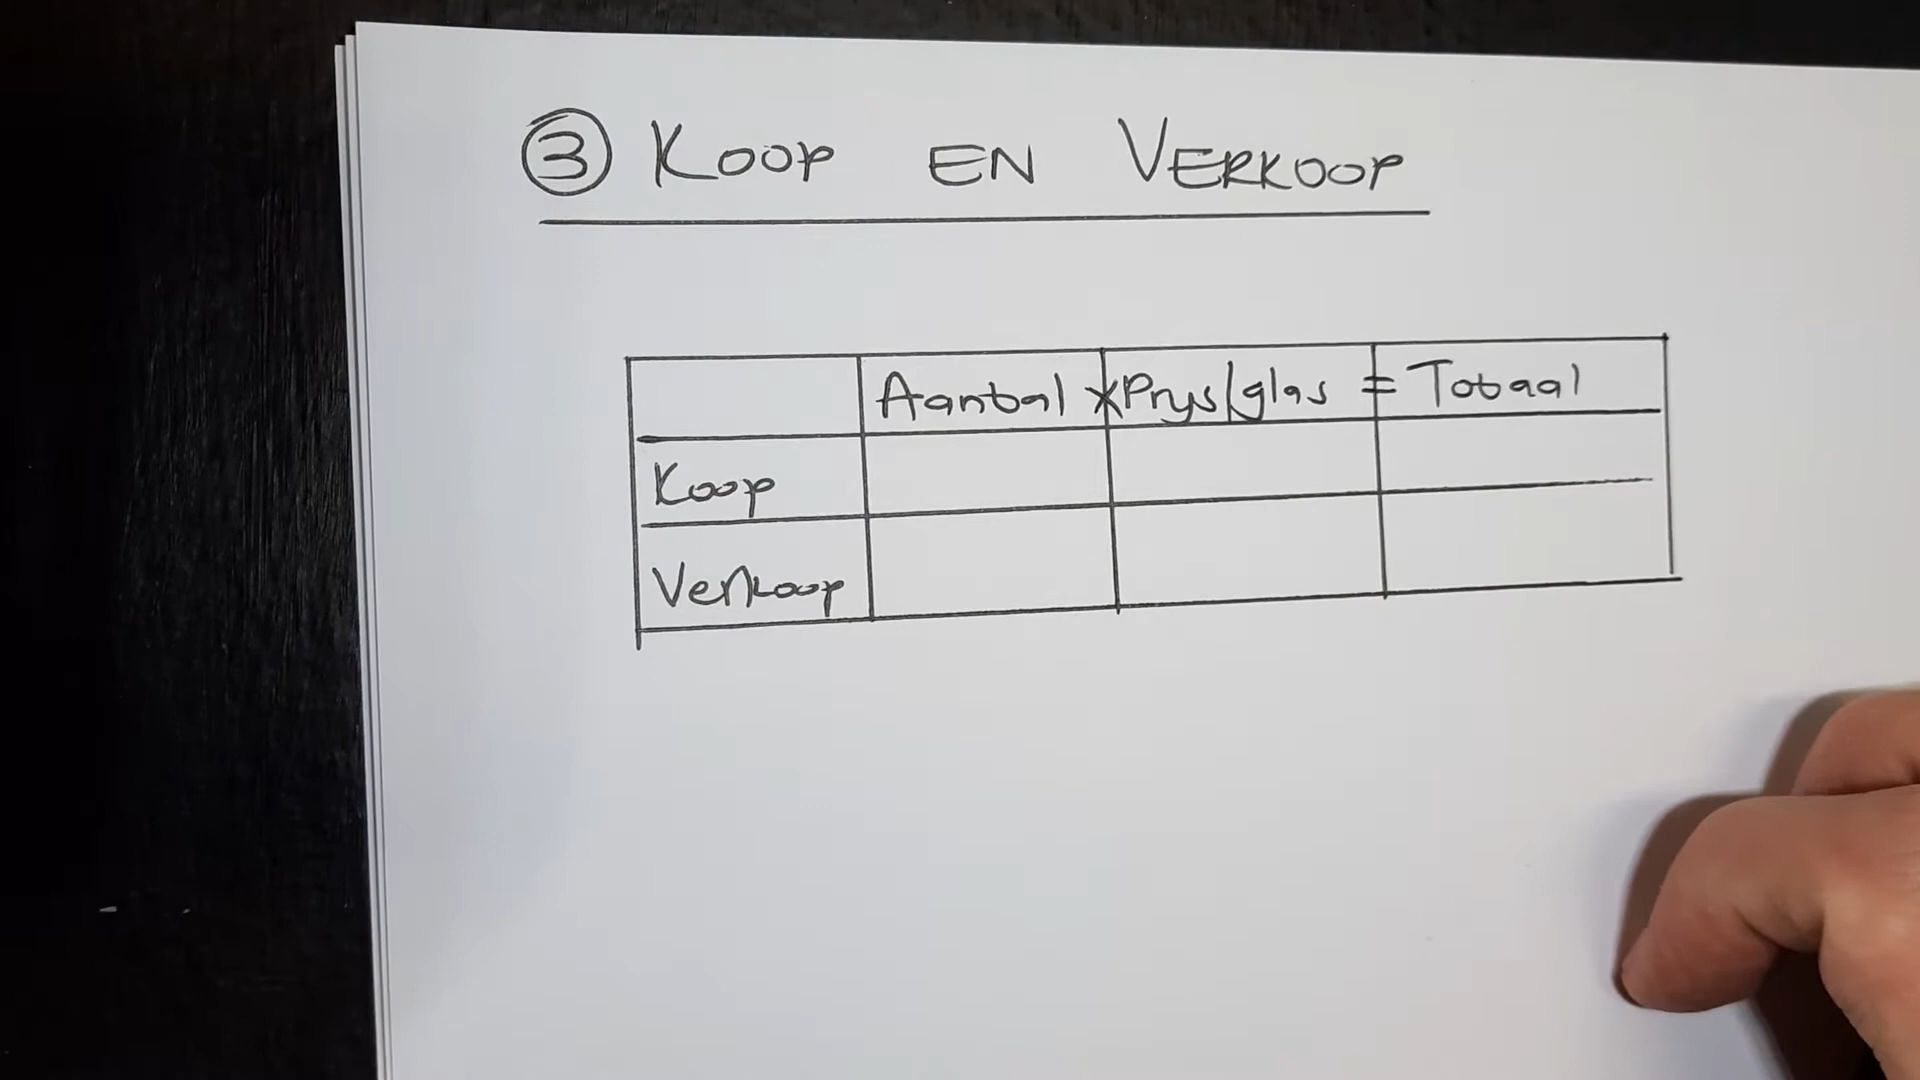 ③ KOOP EN VERKOOP
Aantal * Prys/glas = Totaal
Koop
Verkoop